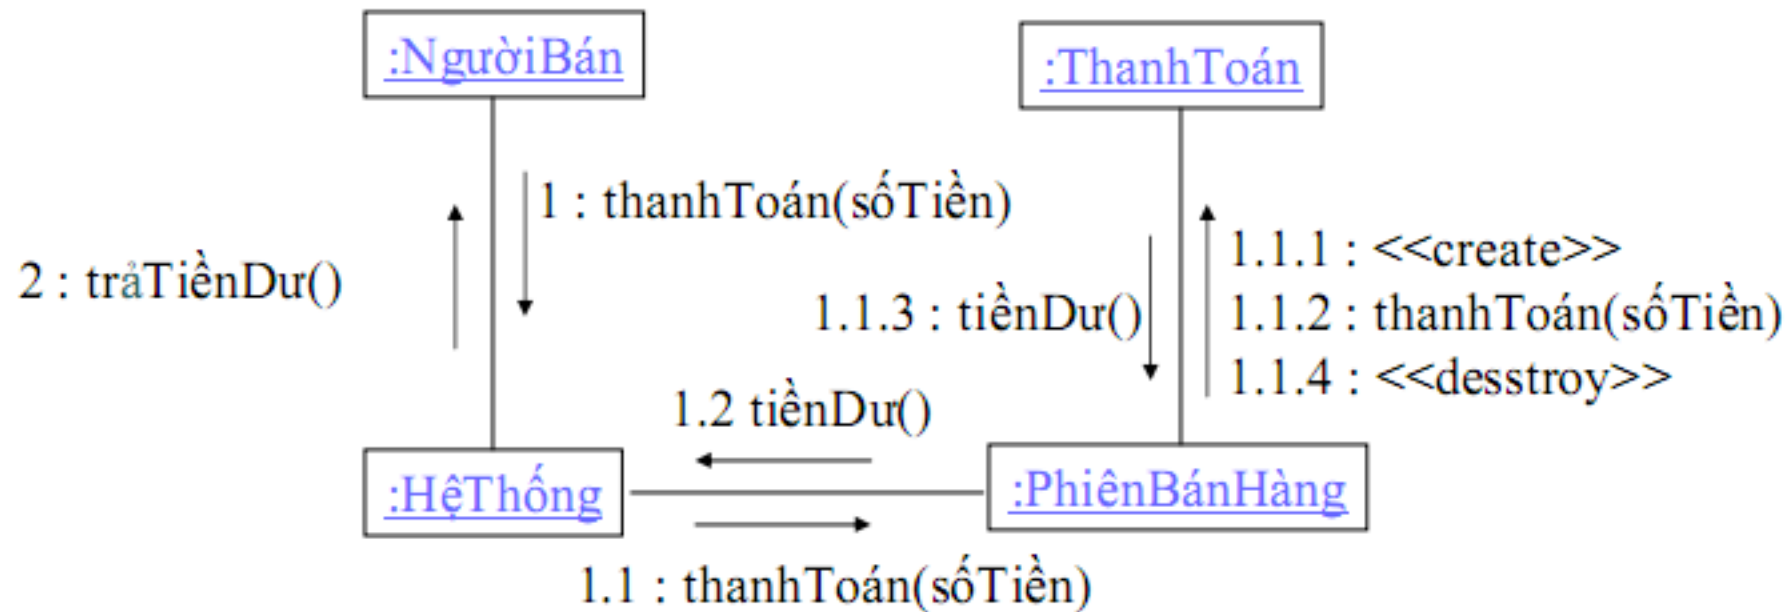 :NgườiBán
:ThanhToán
1 : thanhToán(sốTiền)
2 : trảTiềnDư()
1.1.1 : <<create>>
1.1.3 : tiềnDư()
1.1.2 : thanhToán(sốTiền)
1.1.4 : <<desstroy>>
1.2 tiềnDư()
:HệThống
:PhiênBánHàng
1.1 : thanhToán(sốTiền)